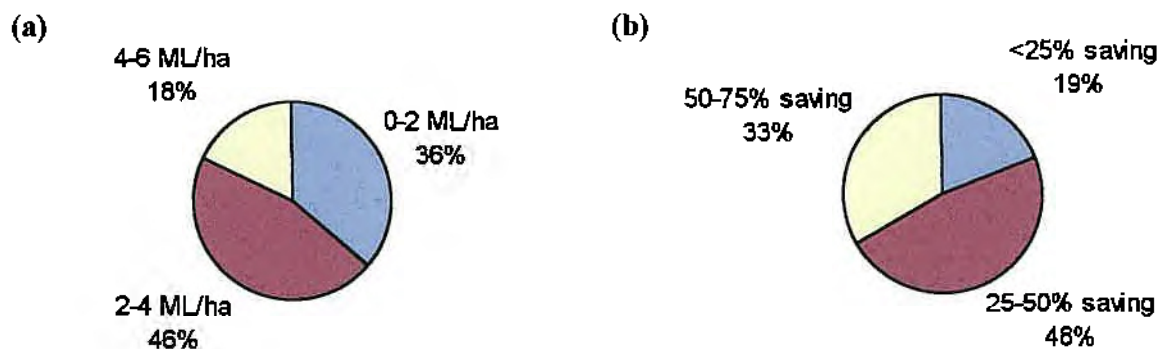 (a)
4-6 ML/ha
18%
0-2 ML/ha
36%
2-4 ML/ha
46%
(b)
<25% saving
19%
50-75% saving
33%
25-50% saving
48%